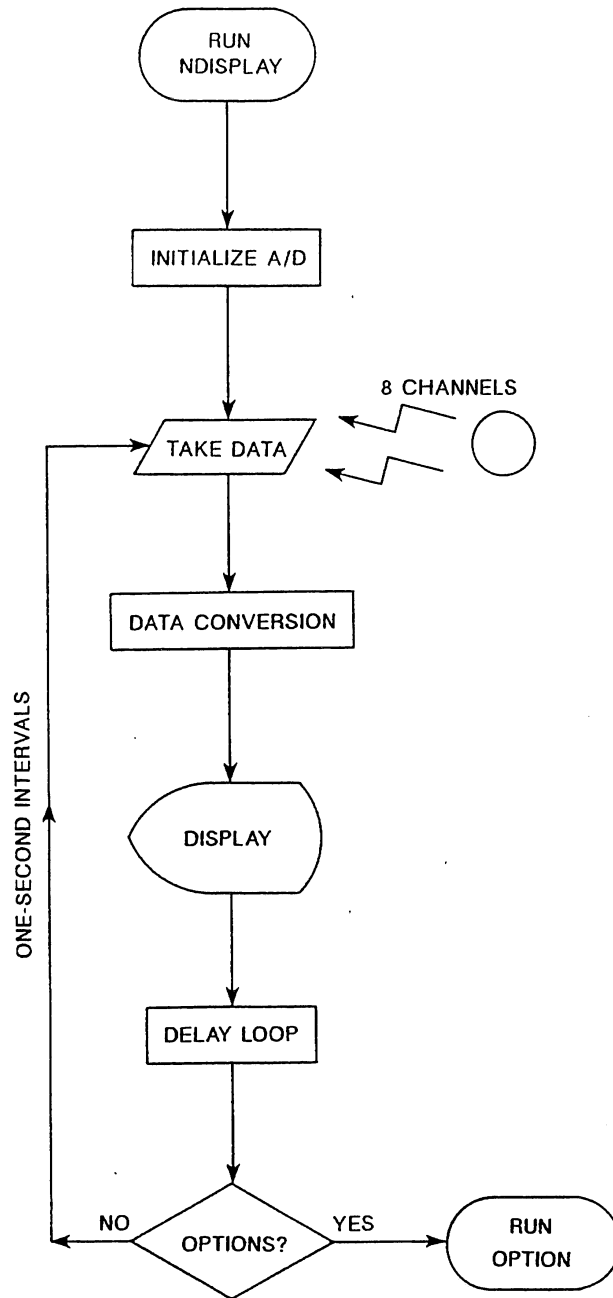 RUN
NDISPLAY
INITIALIZE A/D
8 CHANNELS
TAKE DATA
DATA CONVERSION
ONE-SECOND INTERVALS
DISPLAY
DELAY LOOP
NO
OPTIONS?
YES
RUN
OPTION